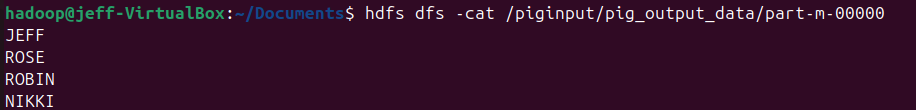 hadoop@jeff-VirtualBox:~/Documents$ hdfs dfs -cat /piginput/pig_output_data/part-m-00000
JEFF
ROSE
ROBIN
NIKKI